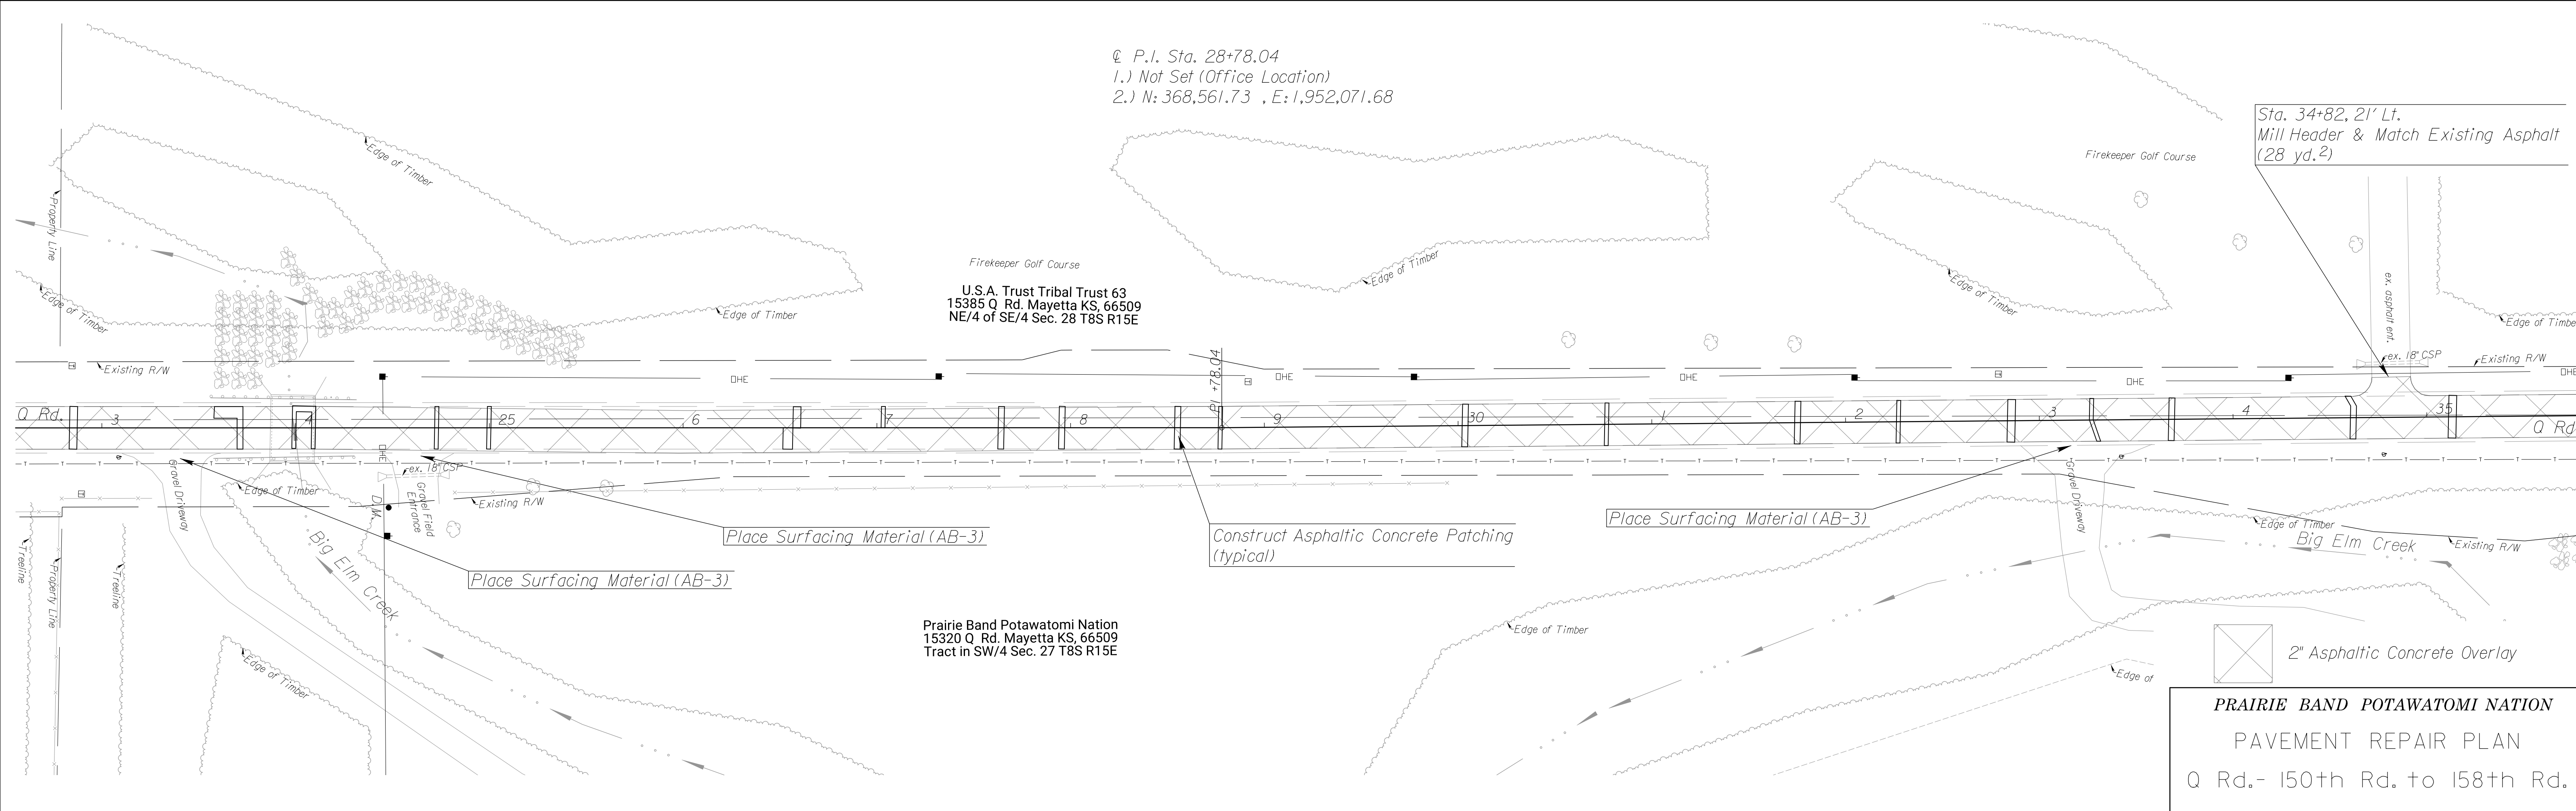 ℄ P.I. Sta. 28+78.04
1.) Not Set (Office Location)
2.) N: 368,561.73 , E: 1,952,071.68
Sta. 34+82, 21' Lt.
Mill Header & Match Existing Asphalt
(28 yd.²)
Firekeeper Golf Course
Edge of Timber
Property Line
Edge of Timber
Edge of Timber
Edge of Timber
Edge of Timber
Firekeeper Golf Course
U.S.A. Trust Tribal Trust 63
15385 Q Rd. Mayetta KS, 66509
NE/4 of SE/4 Sec. 28 T8S R15E
ex. asphalt ent.
Edge of Timbe
Existing R/W
ex. 18" CSP
Existing R/W
HE
HE
HE
HE
HE
PI +78.04
Q Rd.
3
4
25
6
7
8
9
30
1
2
3
4
35
Q Rd
HE
T T T T T T T T T T T T
ex. 18" CSP
Gravel Driveway
Edge of Timber
D.M.
Gravel Field
Entrance
Existing R/W
Gravel Driveway
Place Surfacing Material (AB-3)
Place Surfacing Material (AB-3)
Construct Asphaltic Concrete Patching
(typical)
Place Surfacing Material (AB-3)
Edge of Timber
Big Elm Creek
Existing R/W
Treeline
Property Line
Treeline
Big Elm Creek
Prairie Band Potawatomi Nation
15320 Q Rd. Mayetta KS, 66509
Tract in SW/4 Sec. 27 T8S R15E
Edge of Timber
Edge of Timber
Edge of
2" Asphaltic Concrete Overlay
PRAIRIE BAND POTAWATOMI NATION
PAVEMENT REPAIR PLAN
Q Rd.- 150th Rd. to 158th Rd.